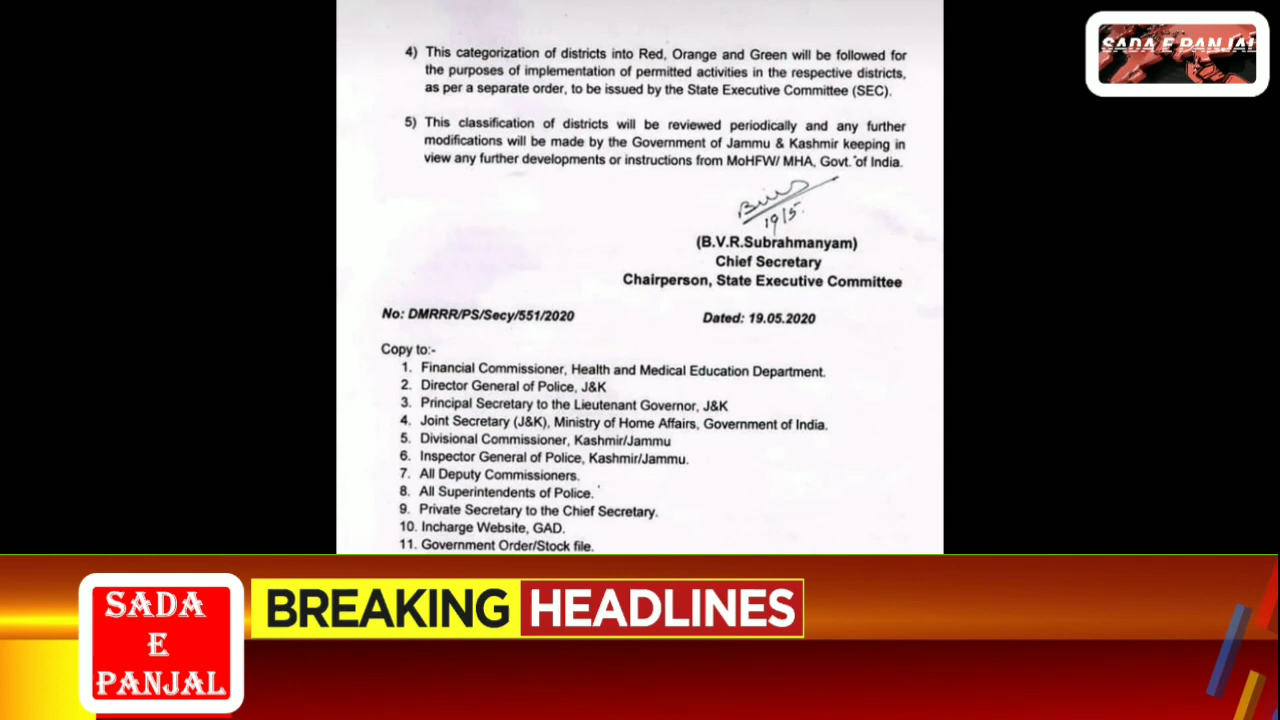 4) This categorization of districts into Red, Orange and Green will be followed for
the purposes of implementation of permitted activities in the respective districts,
as per a separate order, to be issued by the State Executive Committee (SEC).
5) This classification of districts will be reviewed periodically and any further
modifications will be made by the Government of Jammu & Kashmir keeping in
view any further developments or instructions from MoHFW/ MHA, Govt. of India.
19/5.
(B.V.R.Subrahmanyam)
Chief Secretary
Chairperson, State Executive Committee
No: DMRRR/PS/Secy/551/2020
Dated: 19.05.2020
Copy to:-
1. Financial Commissioner, Health and Medical Education Department.
2. Director General of Police, J&K
3. Principal Secretary to the Lieutenant Governor, J&K
4. Joint Secretary (J&K), Ministry of Home Affairs, Government of India.
5. Divisional Commissioner, Kashmir/Jammu
6. Inspector General of Police, Kashmir/Jammu.
7. All Deputy Commissioners.
8. All Superintendents of Police.
9. Private Secretary to the Chief Secretary.
10. Incharge Website, GAD.
11. Government Order/Stock file.
SADA E PANJAL
SADA
E
PANJAL
BREAKING HEADLINES